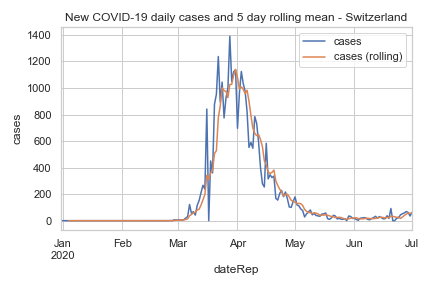 New COVID-19 daily cases and 5 day rolling mean - Switzerland
cases
cases (rolling)
1400
1200
1000
800
600
400
200
0
cases
Jan
2020
Feb
Mar
Apr
May
Jun
Jul
dateRep